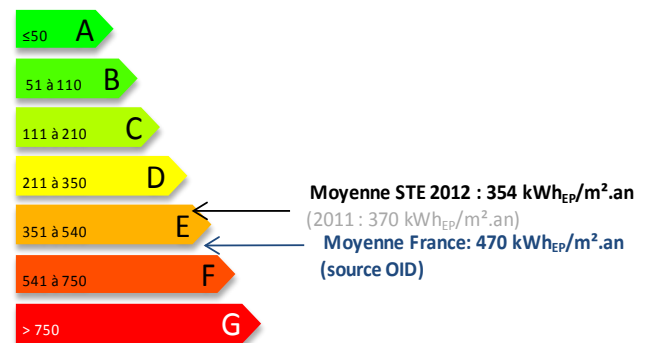 ≤50 A
51 à 110 B
111 à 210 C
211 à 350 D
Moyenne STE 2012 : 354 kWhEP/m².an
(2011 : 370 kWhEP/m².an)
351 à 540 E
Moyenne France: 470 kWhEP/m².an
(source OID)
541 à 750 F
> 750 G